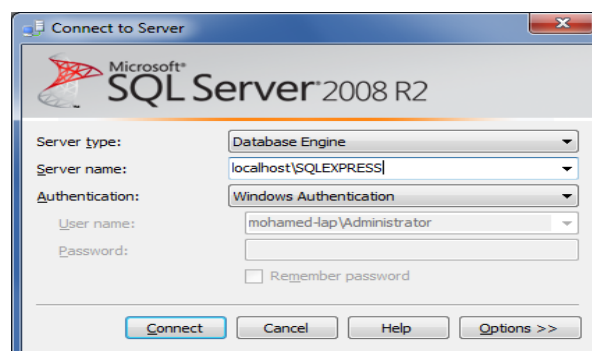 Connect to Server
Microsoft®
SQL Server® 2008 R2
Server type: Database Engine
Server name: localhost\SQLEXPRESS
Authentication: Windows Authentication
User name: mohamed-lap\Administrator
Password:
Remember password
Connect Cancel Help Options >>